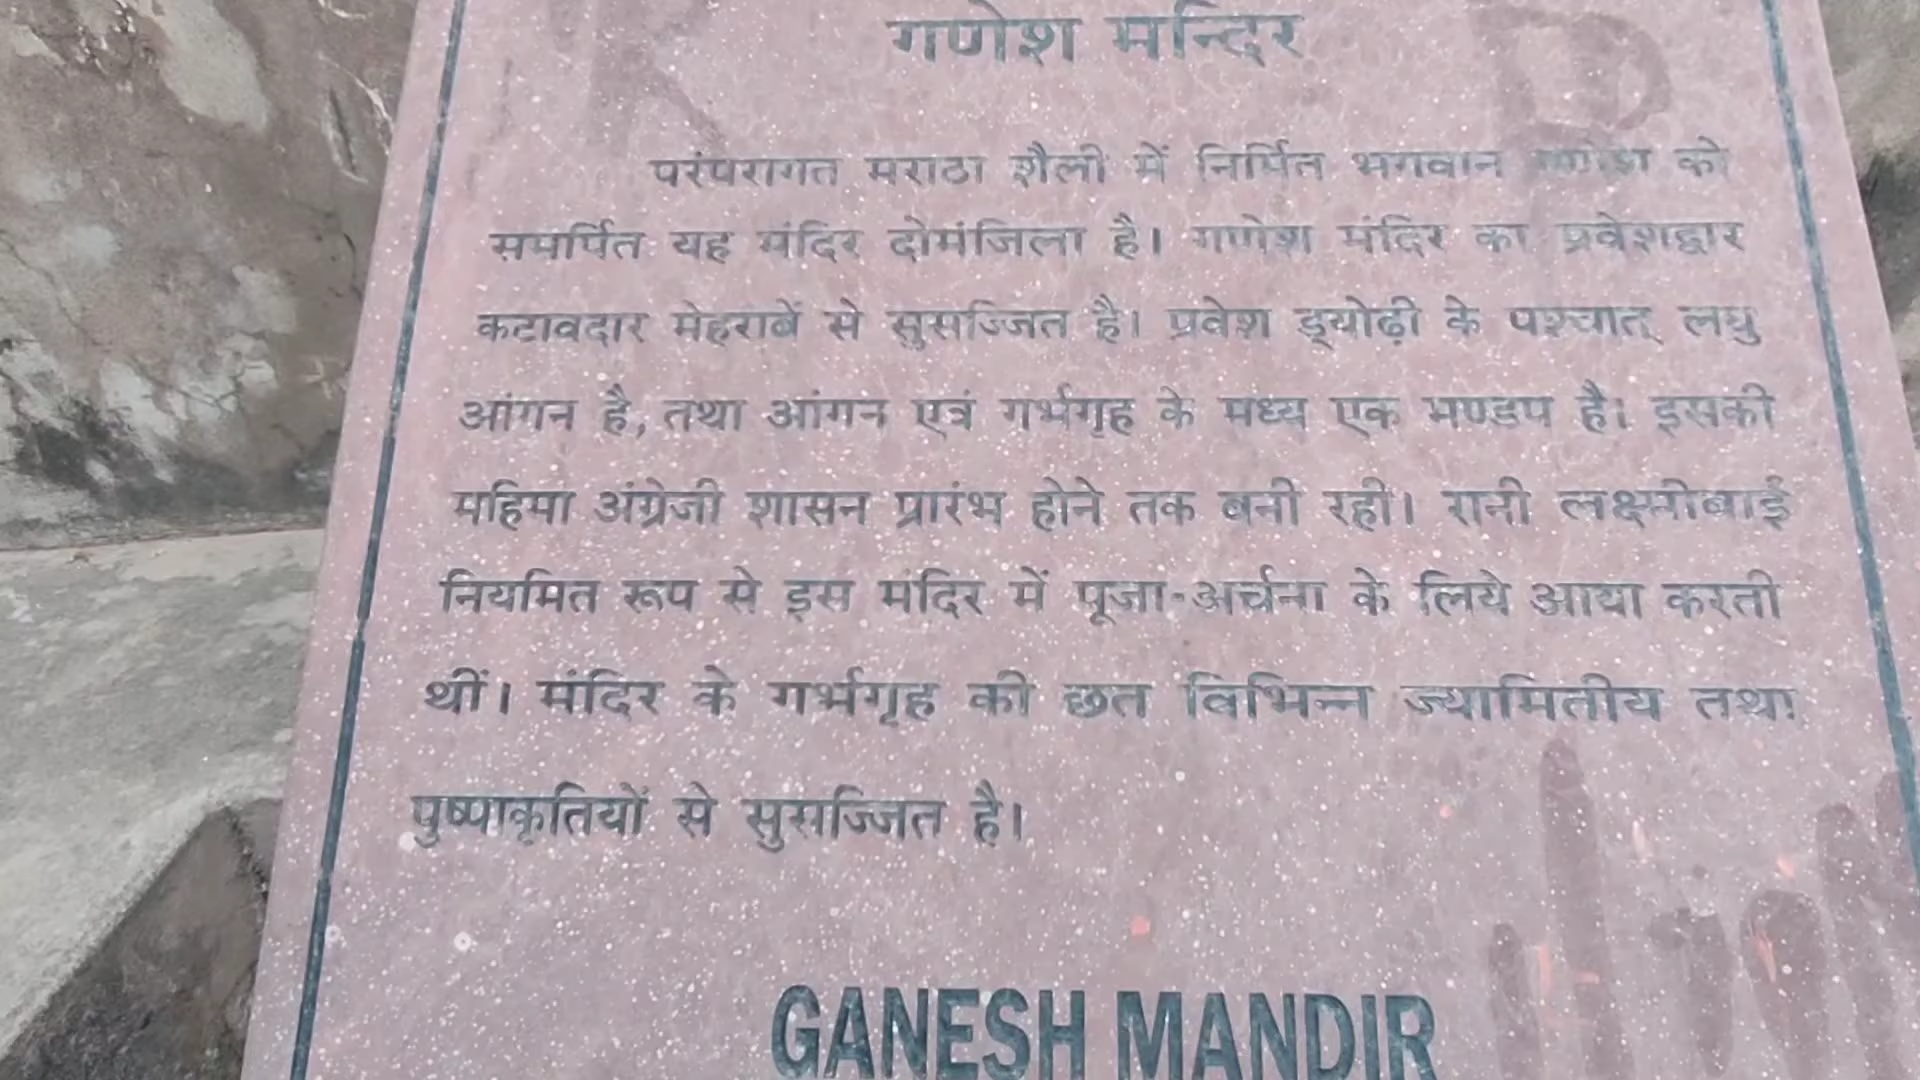 गणेश मन्दिर
परंपरागत मराठा शैली में निर्मित भगवान गणेश को
समर्पित यह मंदिर दोमंजिला है। गणेश मंदिर का प्रवेशद्वार
कटावदार मेहराबें से सुसज्जित है। प्रवेश ड्योढ़ी के पश्चात् लघु
आंगन है, तथा आंगन एवं गर्भगृह के मध्य एक मण्डप है। इसकी
महिमा अंग्रेजी शासन प्रारंभ होने तक बनी रही। रानी लक्ष्मीबाई
नियमित रूप से इस मंदिर में पूजा-अर्चना के लिये आया करती
थीं। मंदिर के गर्भगृह की छत विभिन्न ज्यामितीय तथा
पुष्पाकृतियों से सुसज्जित है।
GANESH MANDIR